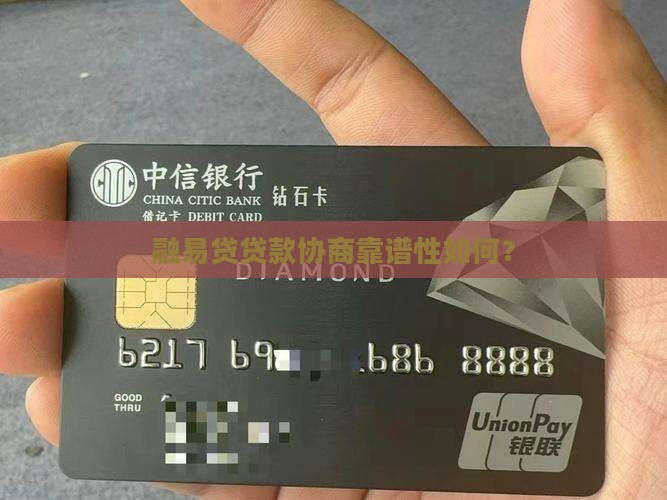 中信银行
CHINA CITIC BANK
借记卡 DEBIT CARD
钻石卡
融易贷贷款协商靠谱性如何？
DIAMOND
6217 69 686 8888
GOOD
THRU
UnionPay
银联